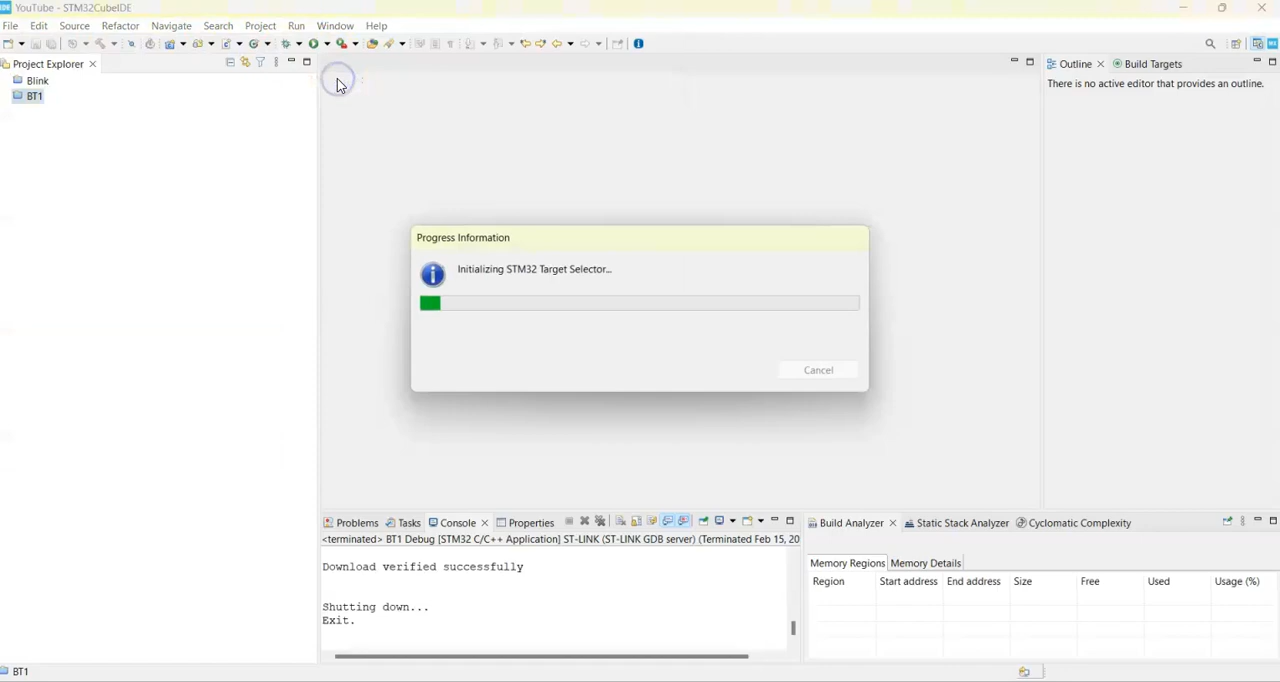 IDE YouTube - STM32CubeIDE
File Edit Source Refactor Navigate Search Project Run Window Help
Project Explorer
Blink
BT1
Outline Build Targets
There is no active editor that provides an outline.
Progress Information
Initializing STM32 Target Selector...
Cancel
Problems Tasks Console Properties
<terminated> BT1 Debug [STM32 C/C++ Application] ST-LINK (ST-LINK GDB server) (Terminated Feb 15, 20
Download verified successfully
Shutting down...
Exit.
Build Analyzer Static Stack Analyzer Cyclomatic Complexity
Memory Regions Memory Details
Region Start address End address Size Free Used Usage (%)
BT1